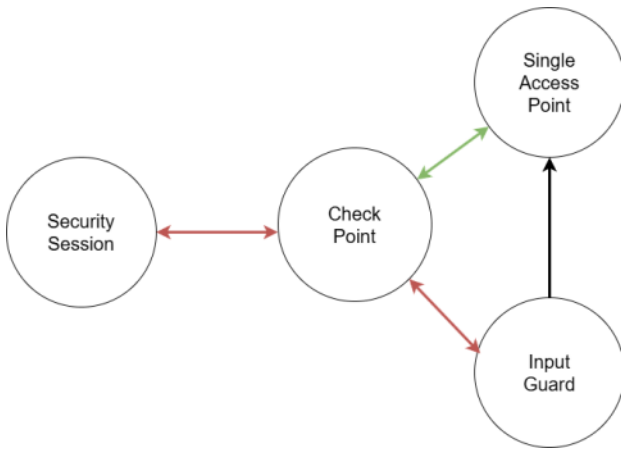 Single
Access
Point
Security
Session
Check
Point
Input
Guard